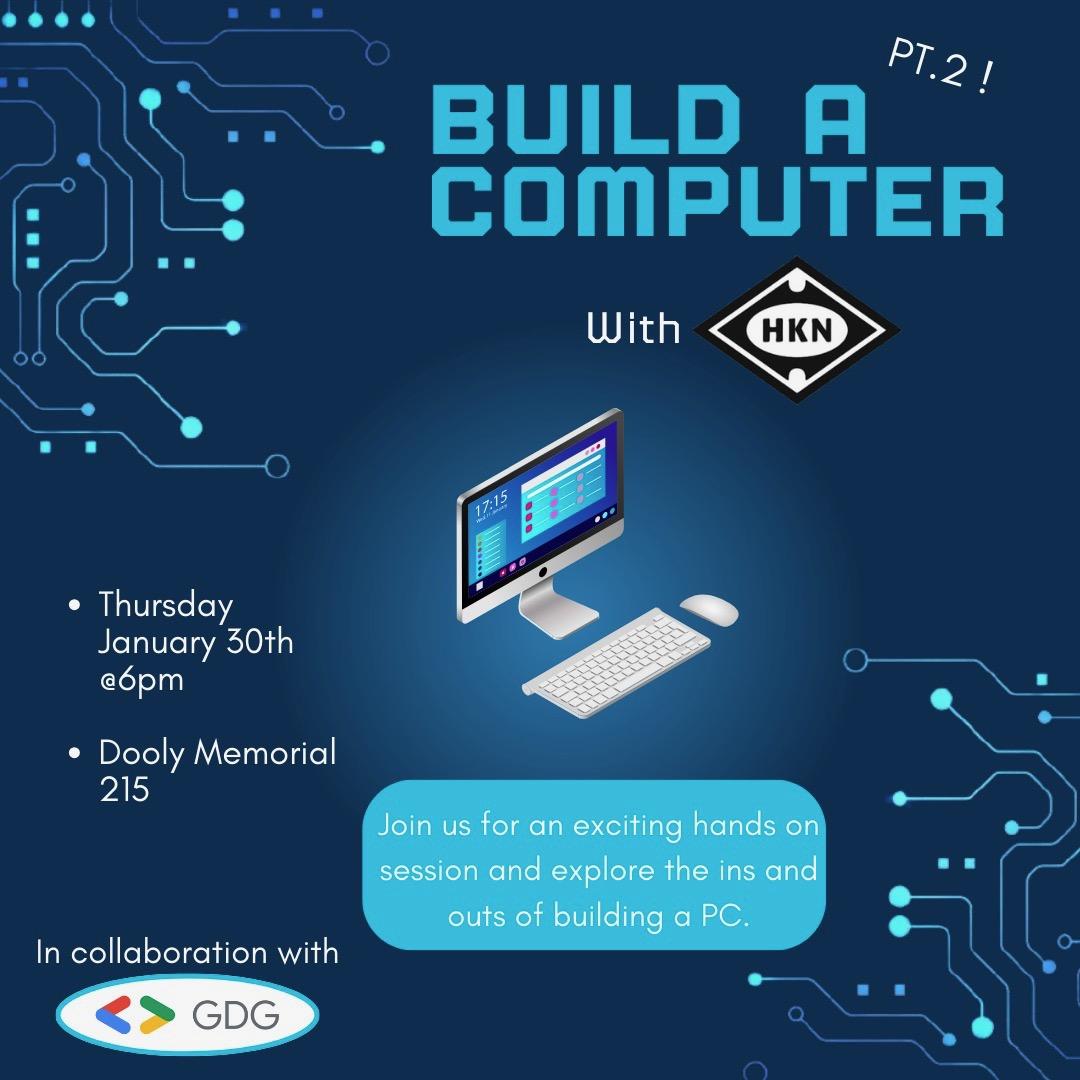 PT.2 !
BUILD A
COMPUTER
With HKN
17:15
Thursday
January 30th
@6pm
Dooly Memorial
215
Join us for an exciting hands on
session and explore the ins and
outs of building a PC.
In collaboration with
GDG